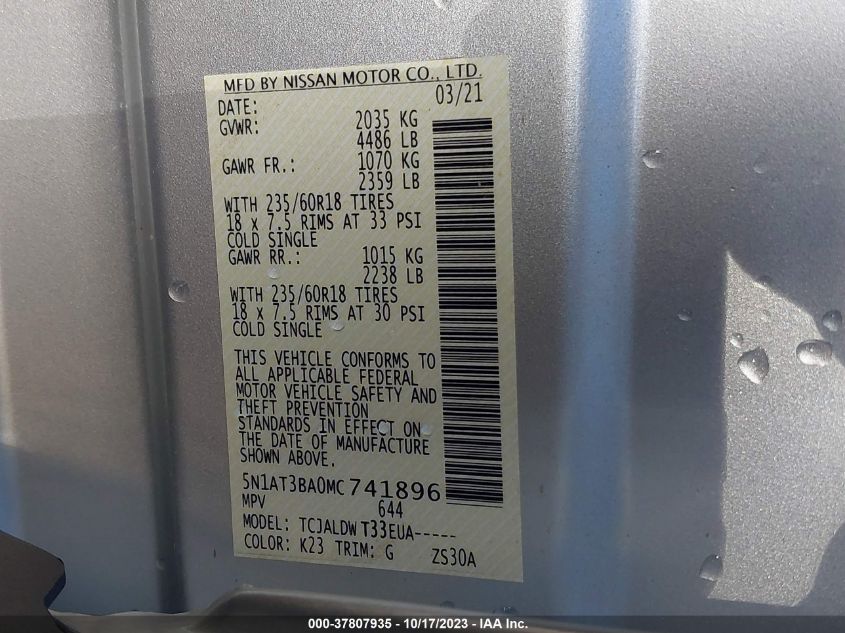 MFD BY NISSAN MOTOR CO., LTD.
DATE: 03/21
GVWR: 2035 KG
4486 LB
GAWR FR.: 1070 KG
2359 LB
WITH 235/60R18 TIRES
18 x 7.5 RIMS AT 33 PSI
COLD SINGLE
GAWR RR.: 1015 KG
2238 LB
WITH 235/60R18 TIRES
18 x 7.5 RIMS AT 30 PSI
COLD SINGLE
THIS VEHICLE CONFORMS TO
ALL APPLICABLE FEDERAL
MOTOR VEHICLE SAFETY AND
THEFT PREVENTION
STANDARDS IN EFFECT ON
THE DATE OF MANUFACTURE
SHOWN ABOVE.
5N1AT3BA0MC741896
MPV 644
MODEL: TCJALDW T33EUA-----
COLOR: K23 TRIM: G ZS30A
000-37807935 - 10/17/2023 - IAA Inc.